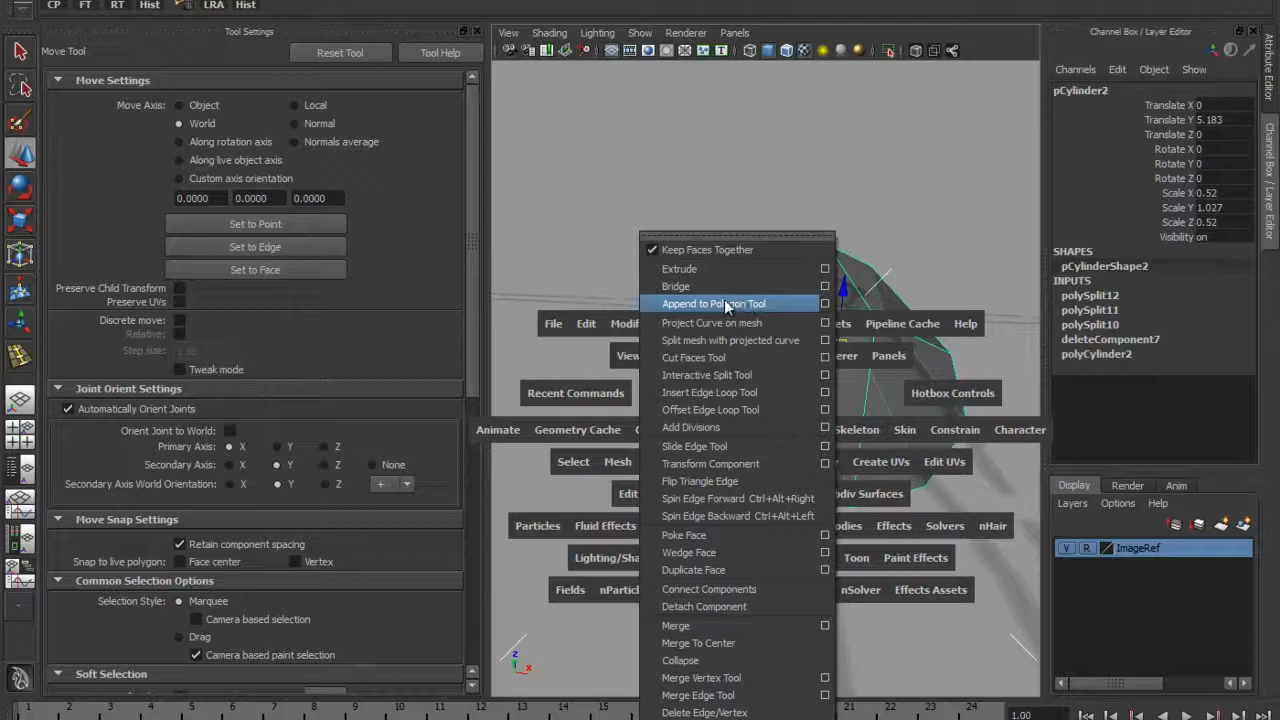 CP FT RT Hist LRA Hist
Tool Settings
Move Tool
Reset Tool
Tool Help
Move Settings
Move Axis: Object Local
World Normal
Along rotation axis Normals average
Along live object axis
Custom axis orientation
0.0000 0.0000 0.0000
Set to Point
Set to Edge
Set to Face
Preserve Child Transform
Preserve UVs
Discrete move:
Relative:
Step size:
Tweak mode
Joint Orient Settings
Automatically Orient Joints
Orient Joint to World:
Primary Axis: X Y Z
Secondary Axis: X Y Z None
Secondary Axis World Orientation: X Y Z +
Move Snap Settings
Retain component spacing
Snap to live polygon: Face center Vertex
Common Selection Options
Selection Style: Marquee
Camera based selection
Drag
Camera based paint selection
Soft Selection
View Shading Lighting Show Renderer Panels
Keep Faces Together
Extrude
Bridge
Append to Polygon Tool
Project Curve on mesh
Split mesh with projected curve
Cut Faces Tool
Interactive Split Tool
Insert Edge Loop Tool
Offset Edge Loop Tool
Add Divisions
Slide Edge Tool
Transform Component
Flip Triangle Edge
Spin Edge Forward Ctrl+Alt+Right
Spin Edge Backward Ctrl+Alt+Left
Poke Face
Wedge Face
Duplicate Face
Connect Components
Detach Component
Merge
Merge To Center
Collapse
Merge Vertex Tool
Merge Edge Tool
Delete Edge/Vertex
File Edit Modif ets Pipeline Cache Help
View erer Panels
Recent Commands
Hotbox Controls
Animate Geometry Cache Skeleton Skin Constrain Character
Select Mesh Create UVs Edit UVs
Edit div Surfaces
Particles Fluid Effects odies Effects Solvers nHair
Lighting/Sha Toon Paint Effects
Fields nParticl nSolver Effects Assets
z
x
Channel Box / Layer Editor
Channels Edit Object Show
pCylinder2
Translate X 0
Translate Y 5.183
Translate Z 0
Rotate X 0
Rotate Y 0
Rotate Z 0
Scale X 0.52
Scale Y 1.027
Scale Z 0.52
Visibility on
SHAPES
pCylinderShape2
INPUTS
polySplit12
polySplit11
polySplit10
deleteComponent7
polyCylinder2
Display Render Anim
Layers Options Help
V R ImageRef
Attribute Editor
Channel Box / Layer Editor
1 2 3 4 5 6 7 8 9 10 11 12 13 14 15 21 22 23 24
1.00